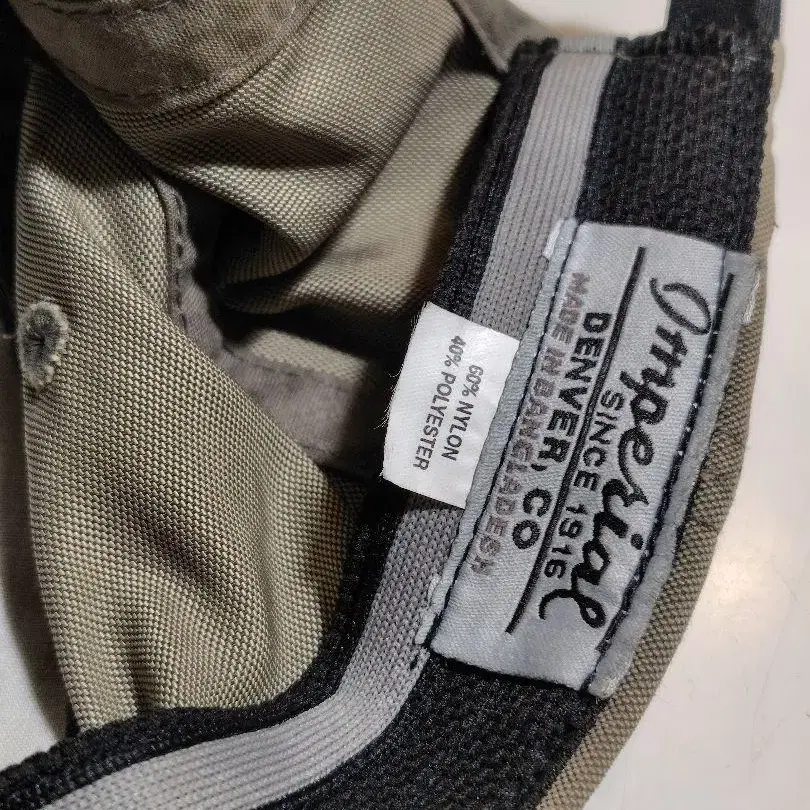 Imperial
SINCE 1916
DENVER, CO
MADE IN BANGLADESH
60% NYLON
40% POLYESTER